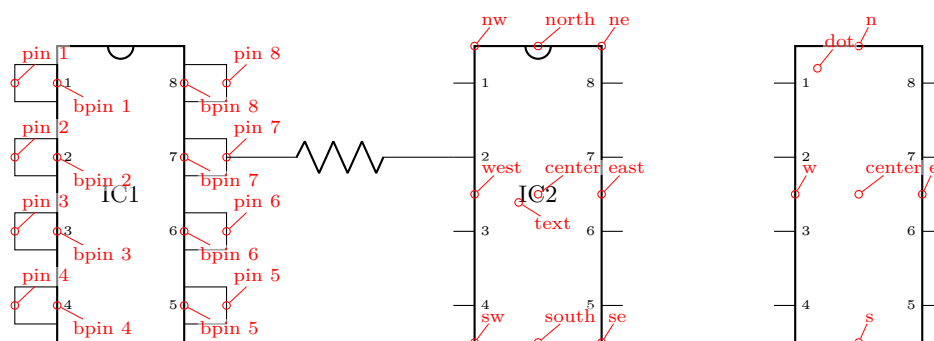 nw north ne n
pin 1 pin 8 dot
1 8 1 8 1 8
bpin 1 bpin 8
pin 2 pin 7
2 7 2 7 2 7
bpin 2 bpin 7 west center east w center e
IC1 IC2
pin 3 pin 6 text
3 6 3 6 3 6
bpin 3 bpin 6
pin 4 pin 5
4 5 4 5 4 5
bpin 4 bpin 5 sw south se s